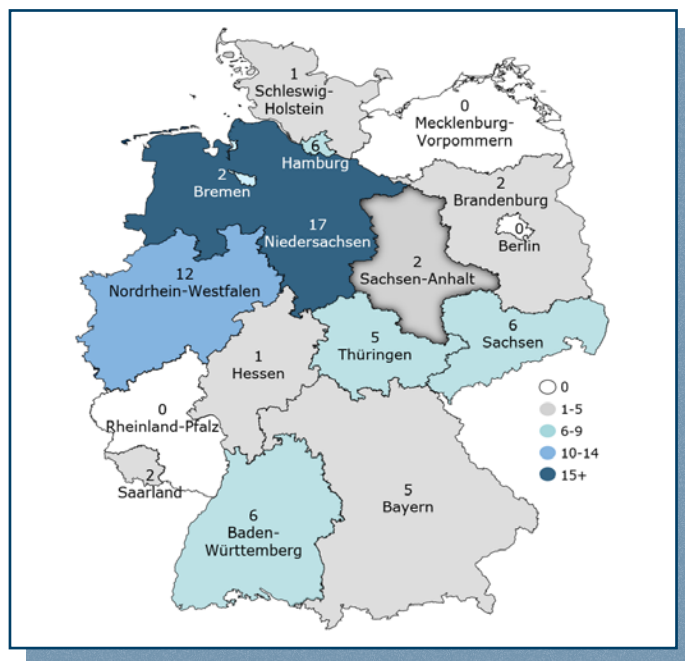 1
Schleswig-
Holstein
0
Mecklenburg-
Vorpommern
6
Hamburg
2
Bremen
2
Brandenburg
0
Berlin
17
Niedersachsen
2
Sachsen-Anhalt
12
Nordrhein-Westfalen
5
Thüringen
6
Sachsen
1
Hessen
0
Rheinland-Pfalz
2
Saarland
5
Bayern
6
Baden-
Württemberg
0
1-5
6-9
10-14
15+